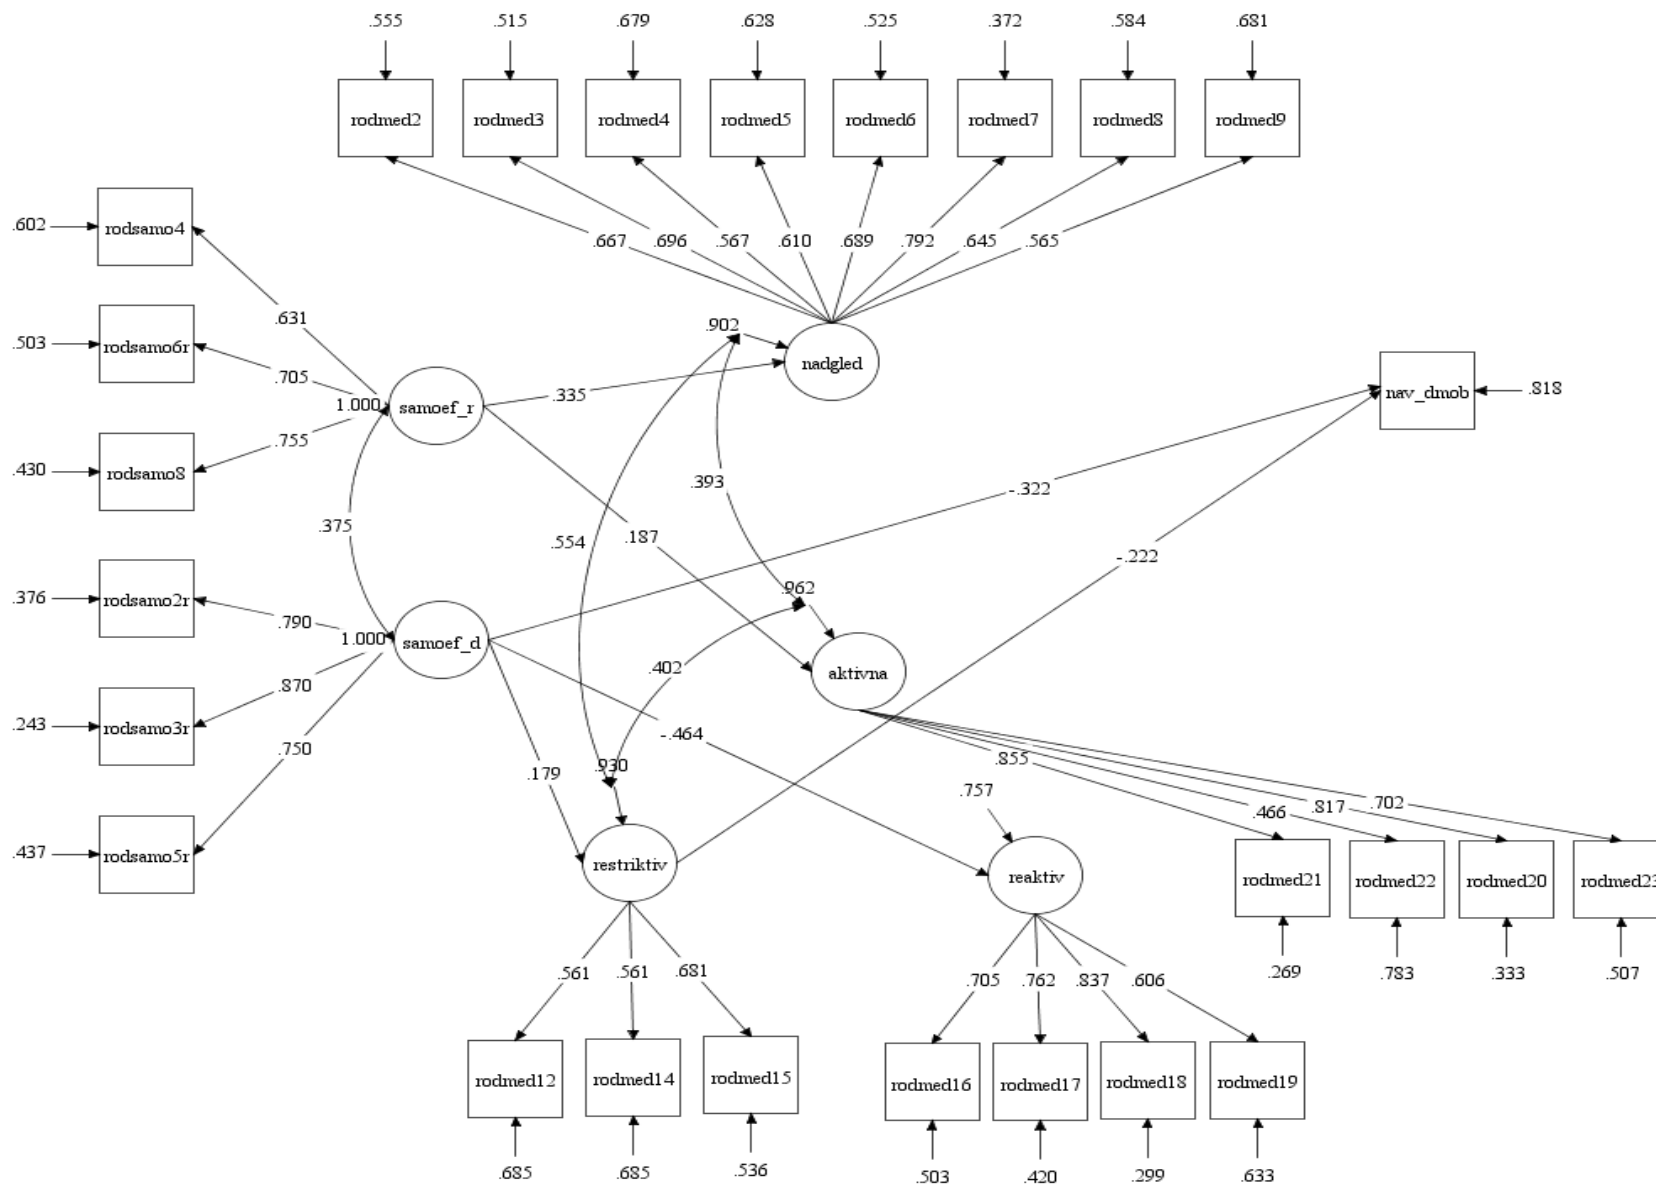 .555 .515 .679 .628 .525 .372 .584 .681
rodmed2 rodmed3 rodmed4 rodmed5 rodmed6 rodmed7 rodmed8 rodmed9
.602 rodsamo4
.667 .696 .567 .610 .689 .792 .645 .565
.631
.902
.503 rodsamo6r
nadgled
.705
.335
nav_dmob .818
1.000 samoef_r
.755
.430 rodsamo8
.393
-.322
.375
.554 .187
-.222
.962
.376 rodsamo2r
.790
1.000 samoef_d
.402
aktivna
.870
.243 rodsamo3r
-.464
.750
.855
.930
.179
.757
.702
.817
.466
.437 rodsamo5r
restriktiv
reaktiv
rodmed21 rodmed22 rodmed20 rodmed23
.561 .561 .681
.705 .762 .837 .606
.269 .783 .333 .507
rodmed12 rodmed14 rodmed15
rodmed16 rodmed17 rodmed18 rodmed19
.685 .685 .536
.503 .420 .299 .633